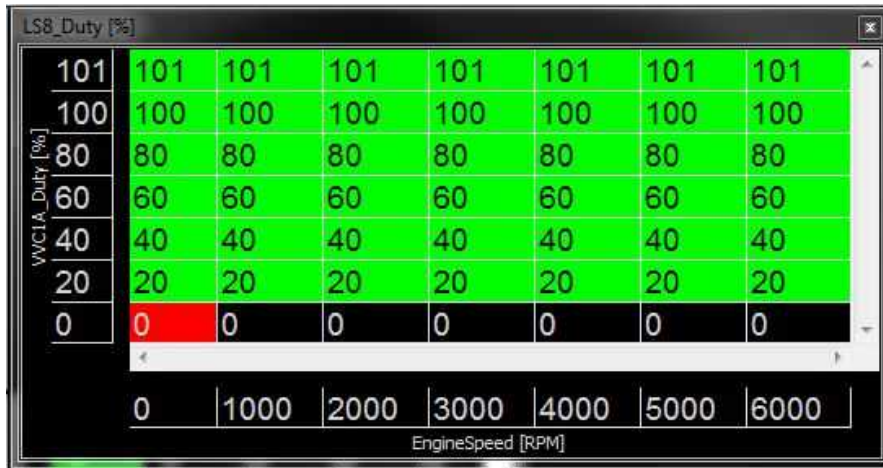 LS8_Duty [%]
101 101 101 101 101 101 101 101
100 100 100 100 100 100 100 100
80 80 80 80 80 80 80 80
60 60 60 60 60 60 60 60
40 40 40 40 40 40 40 40
20 20 20 20 20 20 20 20
0 0 0 0 0 0 0 0
VVC1A_Duty [%]
0 1000 2000 3000 4000 5000 6000
EngineSpeed [RPM]